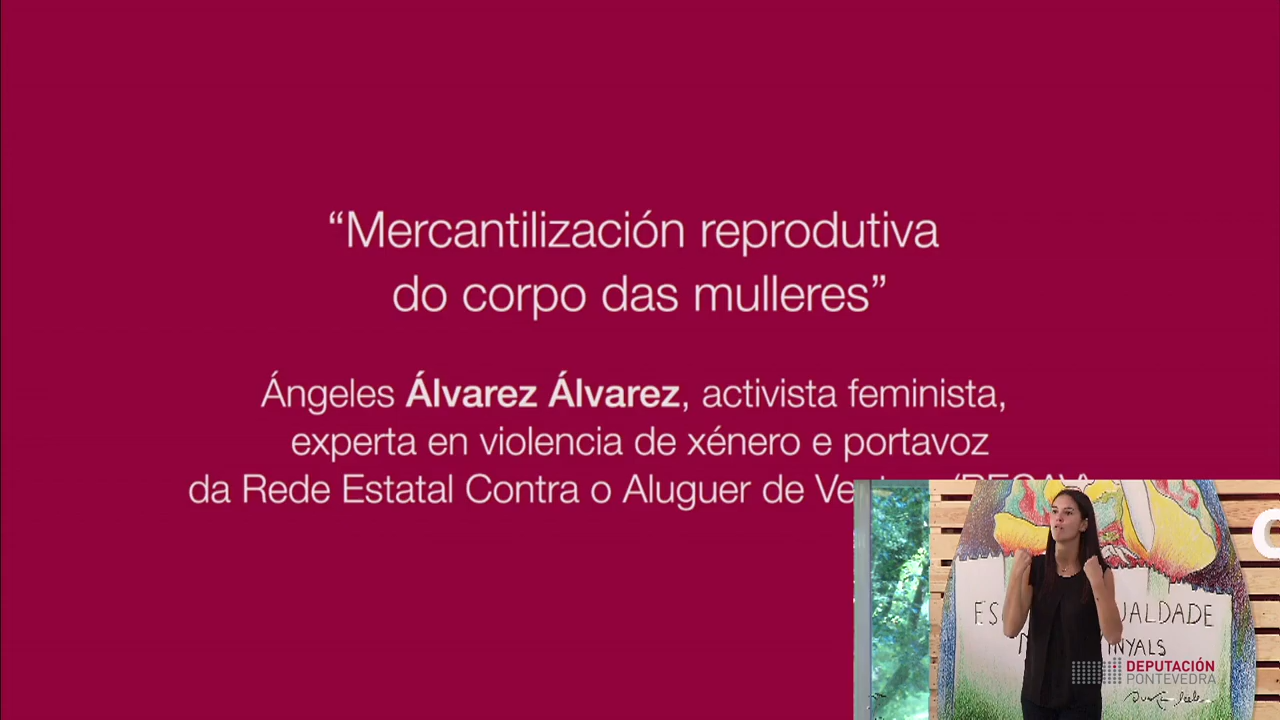 “Mercantilización reprodutiva
do corpo das mulleres”
Ángeles Álvarez Álvarez, activista feminista,
experta en violencia de xénero e portavoz
da Rede Estatal Contra o Aluguer de
DEPUTACIÓN
PONTEVEDRA